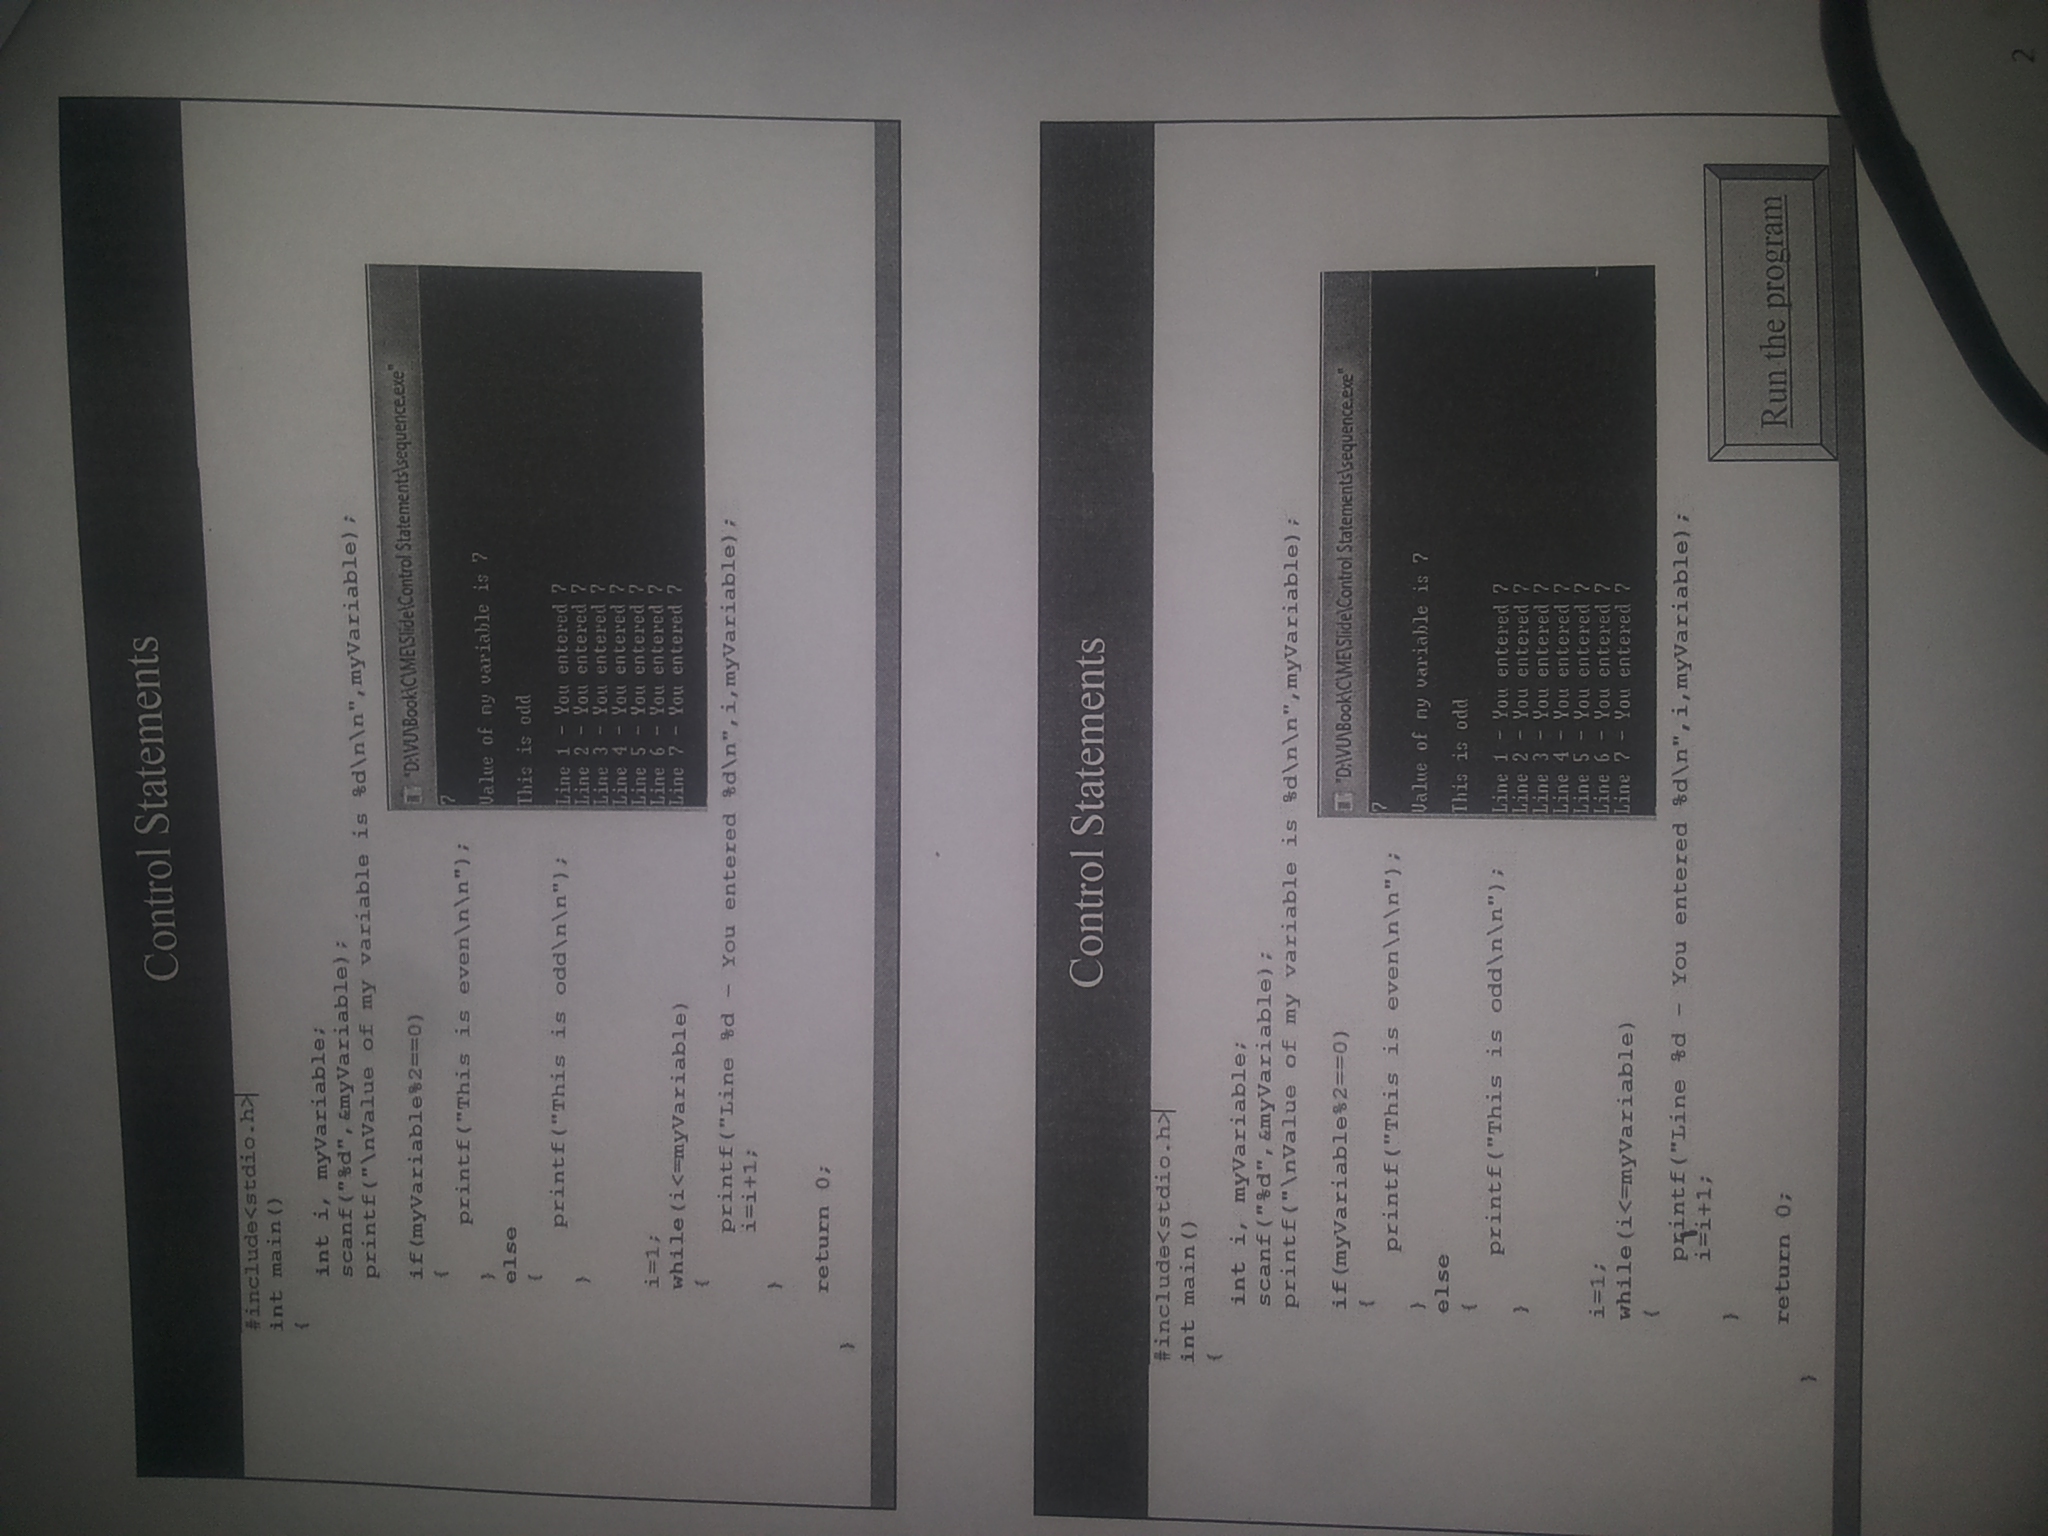 Control Statements
#include<stdio.h>
int main()
{
int i, myVariable;
scanf("%d",&myVariable);
printf("\nValue of my variable is %d\n\n",myVariable);
if(myVariable%2==0)
{
printf("This is even\n\n");
}
else
{
printf("This is odd\n\n");
}
i=1;
while(i<=myVariable)
{
printf("Line %d - You entered %d\n",i,myVariable);
i=i+1;
}
return 0;
}
"D:\VU\Book\C\ME\Slide\Control Statements\sequence.exe"
7
Value of my variable is 7
This is odd
Line 1 - You entered 7
Line 2 - You entered 7
Line 3 - You entered 7
Line 4 - You entered 7
Line 5 - You entered 7
Line 6 - You entered 7
Line 7 - You entered 7
Control Statements
#include<stdio.h>
int main()
{
int i, myVariable;
scanf("%d",&myVariable);
printf("\nValue of my variable is %d\n\n",myVariable);
if(myVariable%2==0)
{
printf("This is even\n\n");
}
else
{
printf("This is odd\n\n");
}
i=1;
while(i<=myVariable)
{
printf("Line %d - You entered %d\n",i,myVariable);
i=i+1;
}
return 0;
}
"D:\VU\Book\C\ME\Slide\Control Statements\sequence.exe"
7
Value of my variable is 7
This is odd
Line 1 - You entered 7
Line 2 - You entered 7
Line 3 - You entered 7
Line 4 - You entered 7
Line 5 - You entered 7
Line 6 - You entered 7
Line 7 - You entered 7
Run the program
2